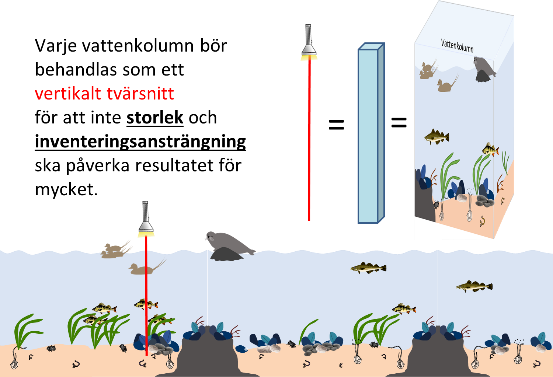 Varje vattenkolumn bör
behandlas som ett
vertikalt tvärsnitt
för att inte storlek och
inventeringsansträngning
ska påverka resultatet för
mycket.
=
=
Vattenkolumn